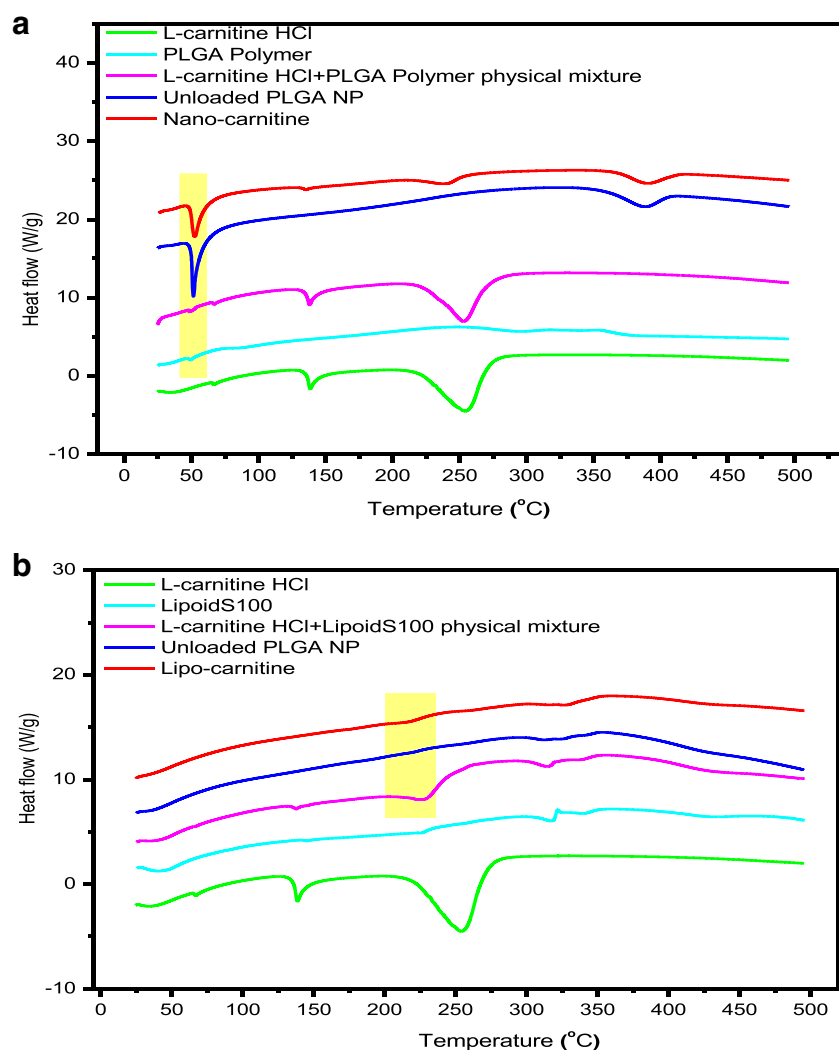 a
L-carnitine HCl
PLGA Polymer
L-carnitine HCl+PLGA Polymer physical mixture
Unloaded PLGA NP
Nano-carnitine
40
30
20
10
0
-10
Heat flow (W/g)
0 50 100 150 200 250 300 350 400 450 500
Temperature (°C)
b
L-carnitine HCl
LipoidS100
L-carnitine HCl+LipoidS100 physical mixture
Unloaded PLGA NP
Lipo-carnitine
30
20
10
0
-10
Heat flow (W/g)
0 50 100 150 200 250 300 350 400 450 500
Temperature (°C)